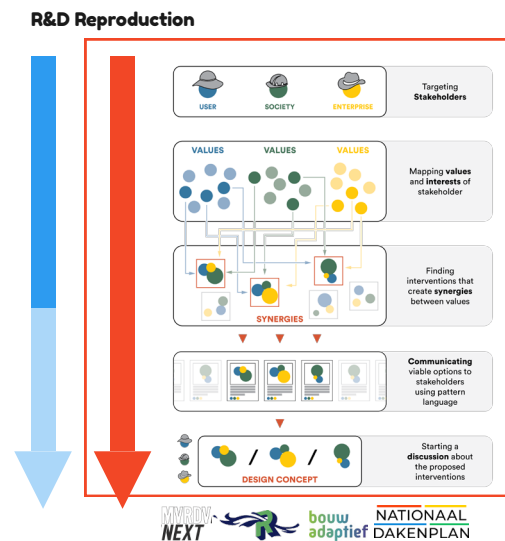 R&D Reproduction
USER
SOCIETY
ENTERPRISE
Targeting
Stakeholders
VALUES
VALUES
VALUES
Mapping values
and interests of
stakeholder
SYNERGIES
Finding
interventions that
create synergies
between values
Communicating
viable options to
stakeholders
using pattern
language
/
/
DESIGN CONCEPT
Starting a
discussion about
the proposed
interventions
MVRDV
NEXT
R
bouw
adaptief
NATIONAAL
DAKENPLAN